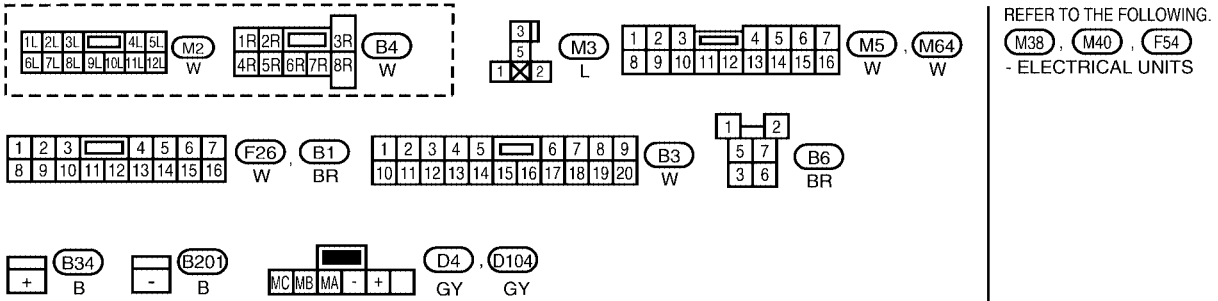 1L 2L 3L 4L 5L
6L 7L 8L 9L 10L 11L 12L
M2
W
1R 2R 3R
4R 5R 6R 7R 8R
B4
W
3
5
1 2
M3
L
1 2 3 4 5 6 7
8 9 10 11 12 13 14 15 16
M5 , M64
W W
REFER TO THE FOLLOWING.
M38 , M40 , F54
- ELECTRICAL UNITS
1 2 3 4 5 6 7
8 9 10 11 12 13 14 15 16
F26 , B1
W BR
1 2 3 4 5 6 7 8 9
10 11 12 13 14 15 16 17 18 19 20
B3
W
1 2
5 7
3 6
B6
BR
+
B34
B
-
B201
B
MC MB MA - +
D4 , D104
GY GY